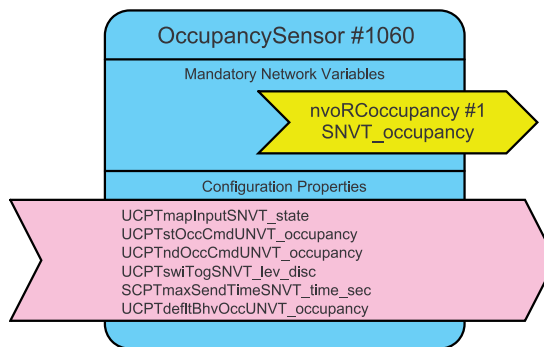 OccupancySensor #1060
Mandatory Network Variables
nvoRCoccupancy #1
SNVT_occupancy
Configuration Properties
UCPTmapInputSNVT_state
UCPTstOccCmdUNVT_occupancy
UCPTndOccCmdUNVT_occupancy
UCPTswiTogSNVT_lev_disc
SCPTmaxSendTimeSNVT_time_sec
UCPTdefltBhvOccUNVT_occupancy